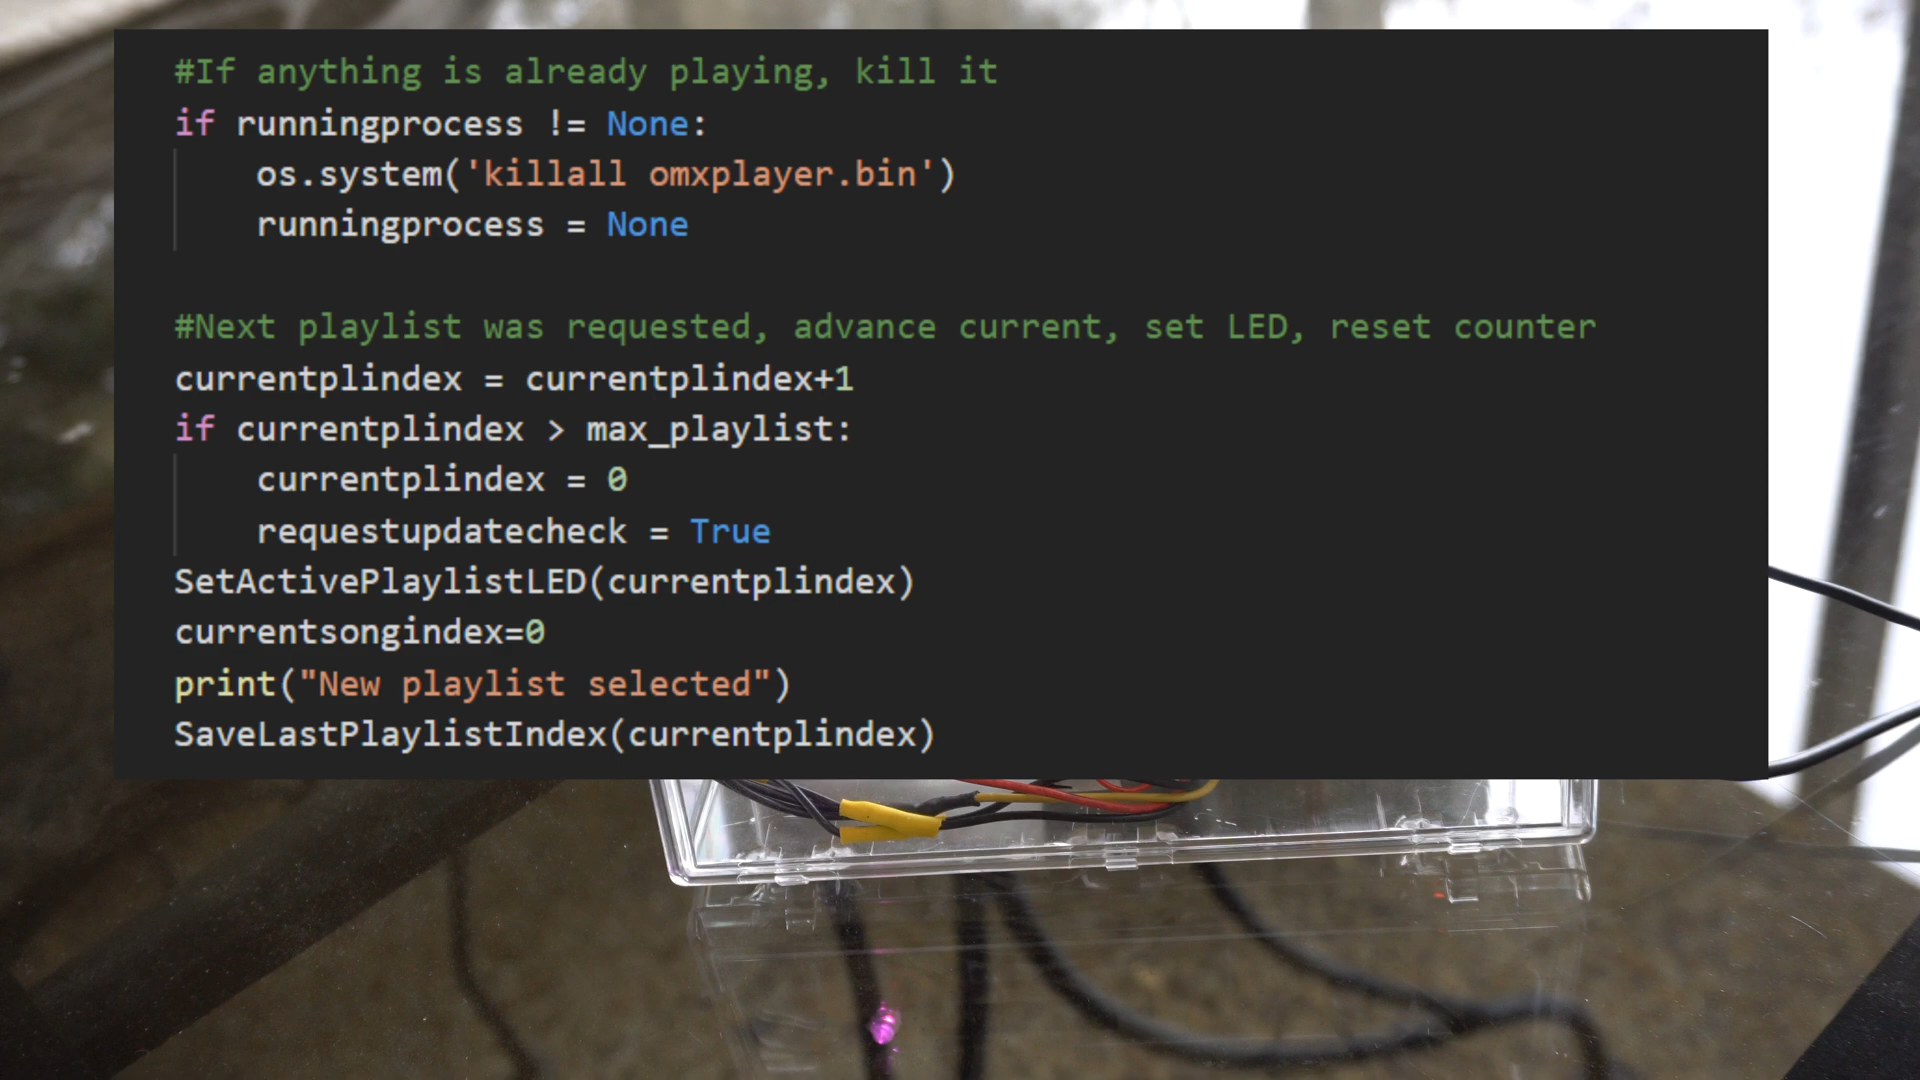 #If anything is already playing, kill it
if runningprocess != None:
    os.system('killall omxplayer.bin')
    runningprocess = None

#Next playlist was requested, advance current, set LED, reset counter
currentplindex = currentplindex+1
if currentplindex > max_playlist:
    currentplindex = 0
    requestupdatecheck = True
SetActivePlaylistLED(currentplindex)
currentsongindex=0
print("New playlist selected")
SaveLastPlaylistIndex(currentplindex)